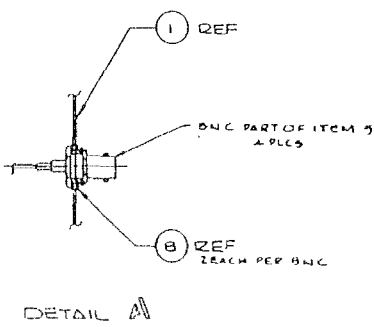 1 REF
BNC PART OF ITEM 5
4 PLCS
8 REF
2 EACH PER BNC
DETAIL A